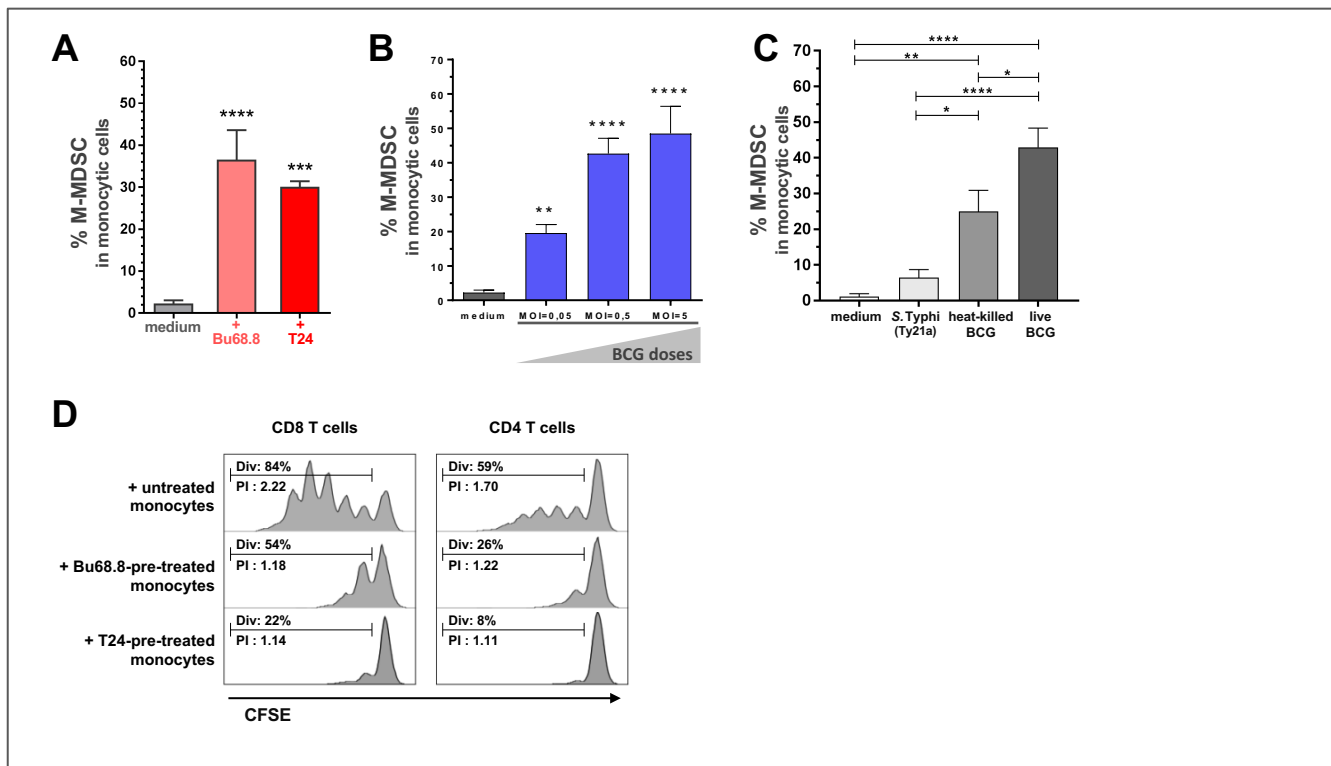 A
% M-MDSC
in monocytic cells
60
50
40
30
20
10
0
****
***
medium
+
Bu68.8
+
T24
B
% M-MDSC
in monocytic cells
70
60
50
40
30
20
10
0
**
****
****
medium
MOI=0,05
MOI=0,5
MOI=5
BCG doses
C
% M-MDSC
in monocytic cells
70
60
50
40
30
20
10
0
****
**
*
****
*
medium
S.Typhi
(Ty21a)
heat-killed
BCG
live
BCG
D
CD8 T cells
CD4 T cells
+ untreated
monocytes
Div: 84%
PI : 2.22
Div: 59%
PI : 1.70
+ Bu68.8-pre-treated
monocytes
Div: 54%
PI : 1.18
Div: 26%
PI : 1.22
+ T24-pre-treated
monocytes
Div: 22%
PI : 1.14
Div: 8%
PI : 1.11
CFSE